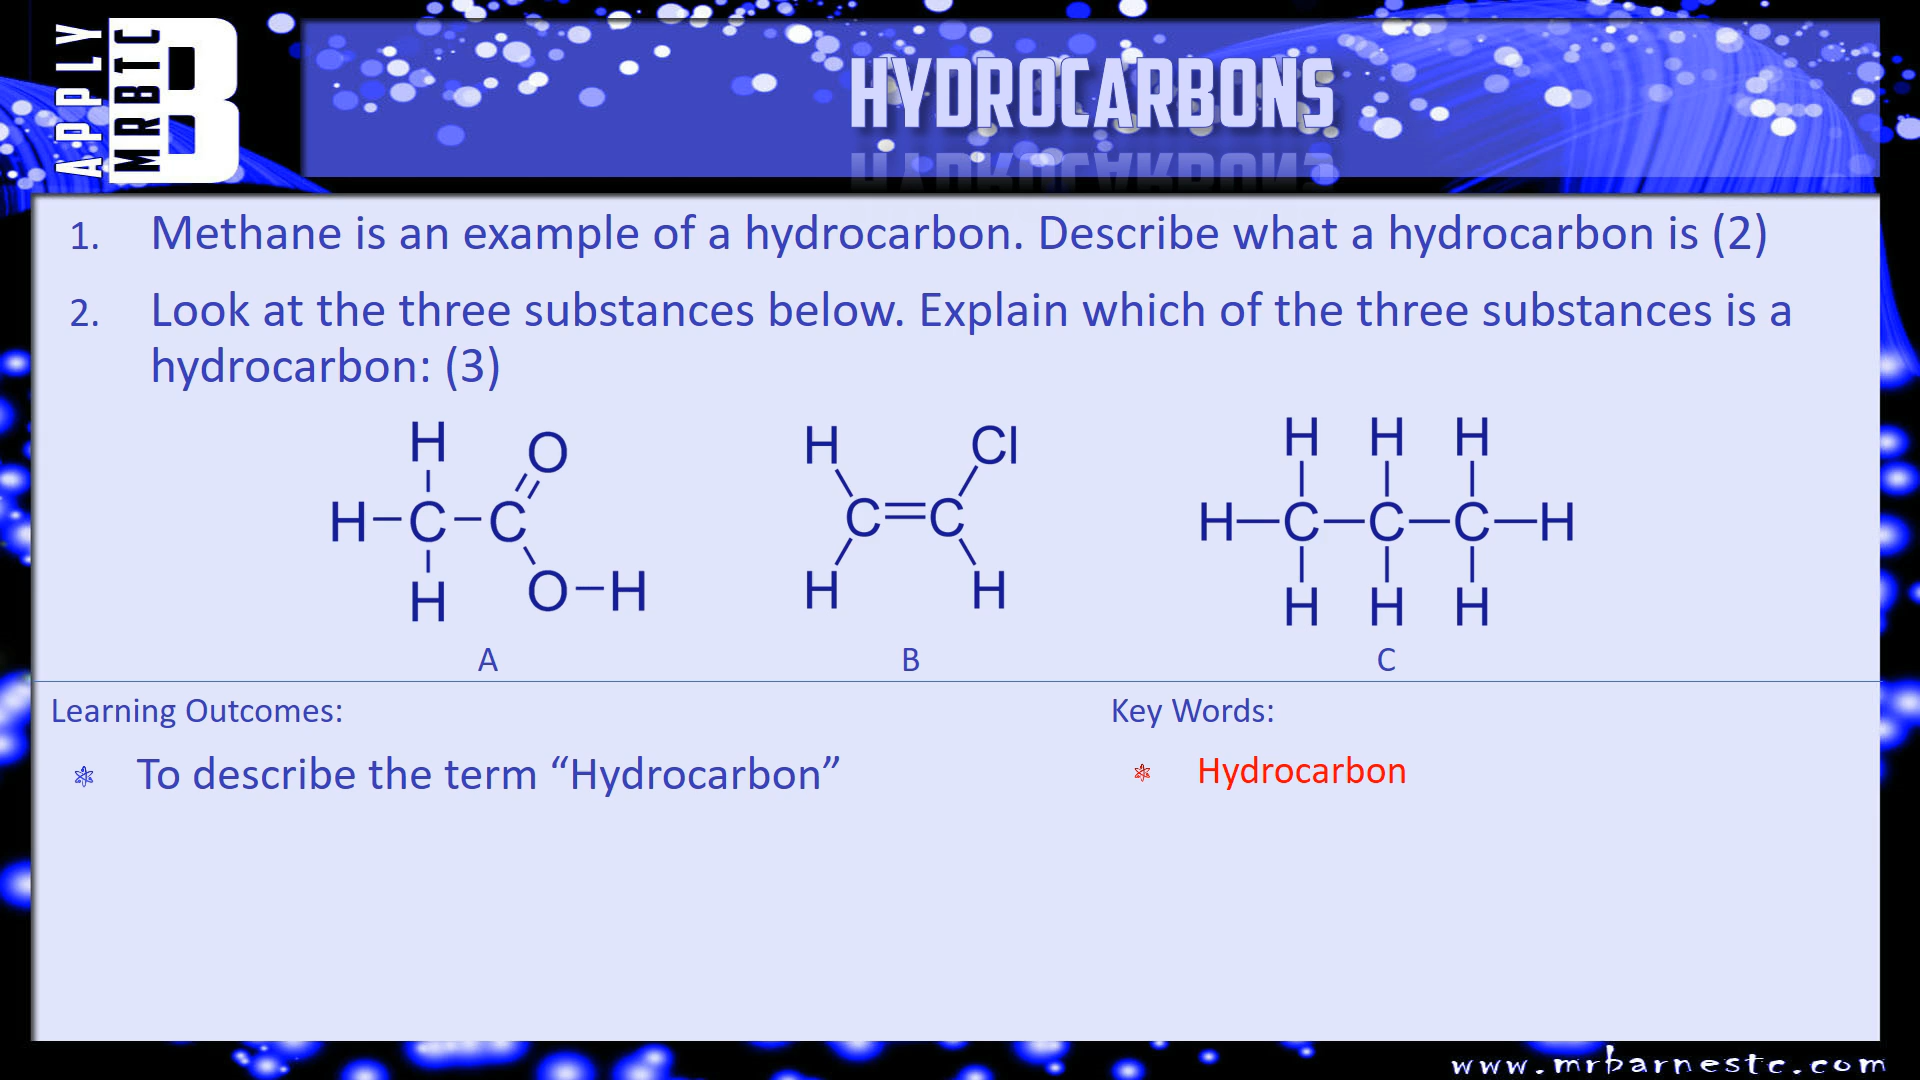 APPLY
MRBTC
B
HYDROCARBONS
1. Methane is an example of a hydrocarbon. Describe what a hydrocarbon is (2)
2. Look at the three substances below. Explain which of the three substances is a
hydrocarbon: (3)
H O
H C C
H O H
A
H Cl
C C
H H
B
H H H
H C C C H
H H H
C
Learning Outcomes:
To describe the term “Hydrocarbon”
Key Words:
Hydrocarbon
www.mrbarnestc.com